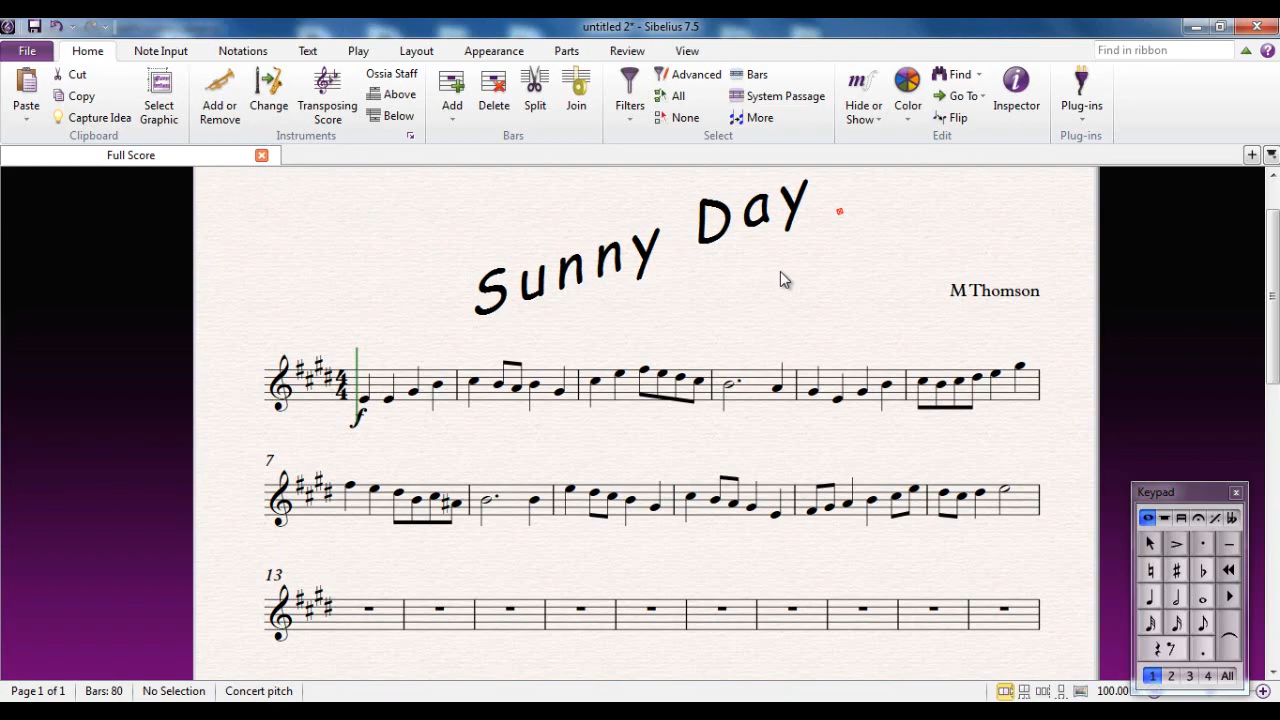 untitled 2* - Sibelius 7.5
File Home Note Input Notations Text Play Layout Appearance Parts Review View Find in ribbon
Paste Cut Copy Capture Idea Select Graphic
Clipboard
Add or Remove Change Transposing Score Ossia Staff Above Below
Instruments
Add Delete Split Join
Bars
Filters Advanced All None Bars System Passage More
Select
Hide or Show Color Find Go To Flip Inspector
Edit
Plug-ins
Plug-ins
Full Score
Sunny Day
M Thomson
4
4
f
7
13
Keypad
1 2 3 4 All
Page 1 of 1 Bars: 80 No Selection Concert pitch 100.00